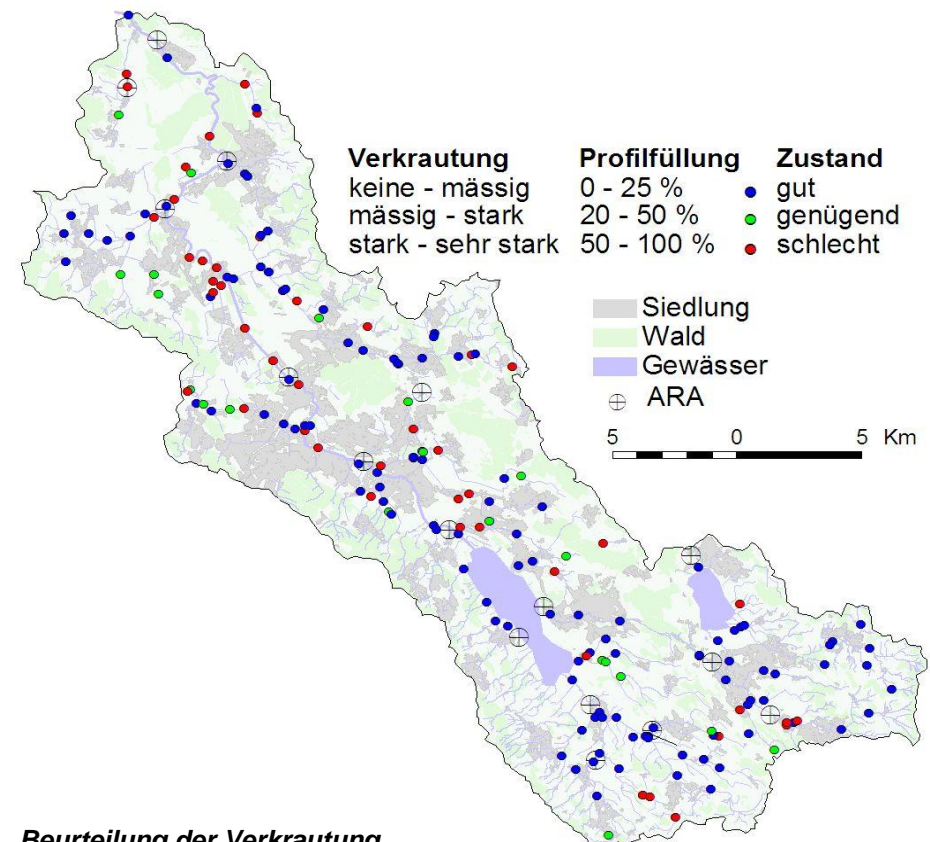 Verkrautung Profilfüllung Zustand
keine - mässig 0 - 25 % gut
mässig - stark 20 - 50 % genügend
stark - sehr stark 50 - 100 % schlecht
Siedlung
Wald
Gewässer
ARA
5 0 5 Km
Beurteilung der Verkrautung